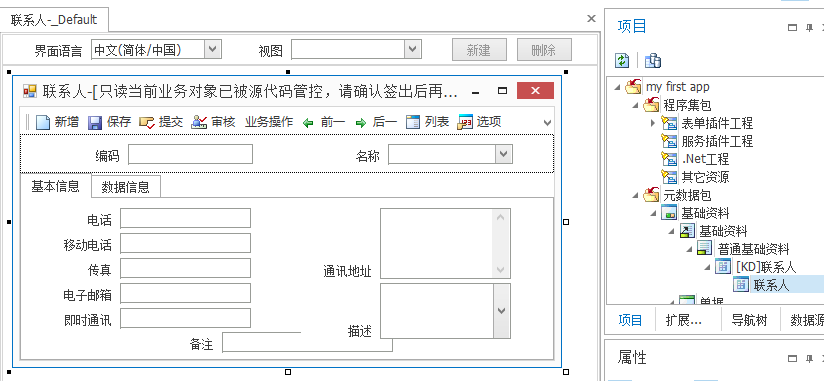 联系人-_Default
界面语言 中文(简体/中国) 视图 新建 删除
联系人-[只读当前业务对象已被源代码管控，请确认签出后再...
新增 保存 提交 审核 业务操作 前一 后一 列表 选项
编码 名称
基本信息 数据信息
电话
移动电话
传真
电子邮箱
即时通讯
通讯地址
描述
备注
项目
my first app
程序集包
表单插件工程
服务插件工程
.Net工程
其它资源
元数据包
基础资料
基础资料
普通基础资料
[KD]联系人
联系人
单据
项目 扩展... 导航树 数据源
属性